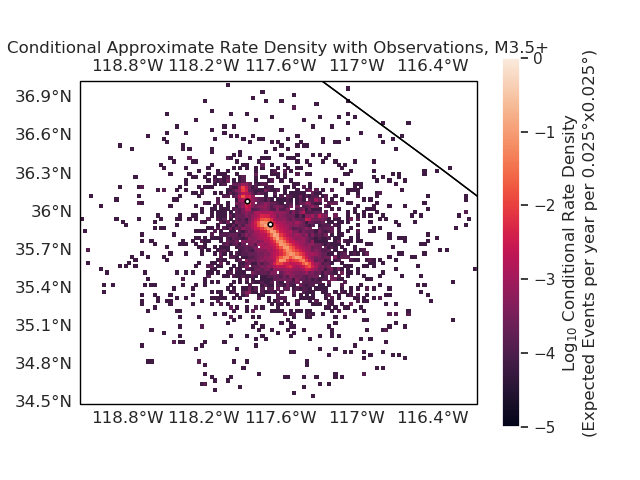 Conditional Approximate Rate Density with Observations, M3.5+
118.8°W 118.2°W 117.6°W 117°W 116.4°W
36.9°N
36.6°N
36.3°N
36°N
35.7°N
35.4°N
35.1°N
34.8°N
34.5°N
118.8°W 118.2°W 117.6°W 117°W 116.4°W
0
−1
−2
−3
−4
−5
Log10 Conditional Rate Density
(Expected Events per year per 0.025°x0.025°)